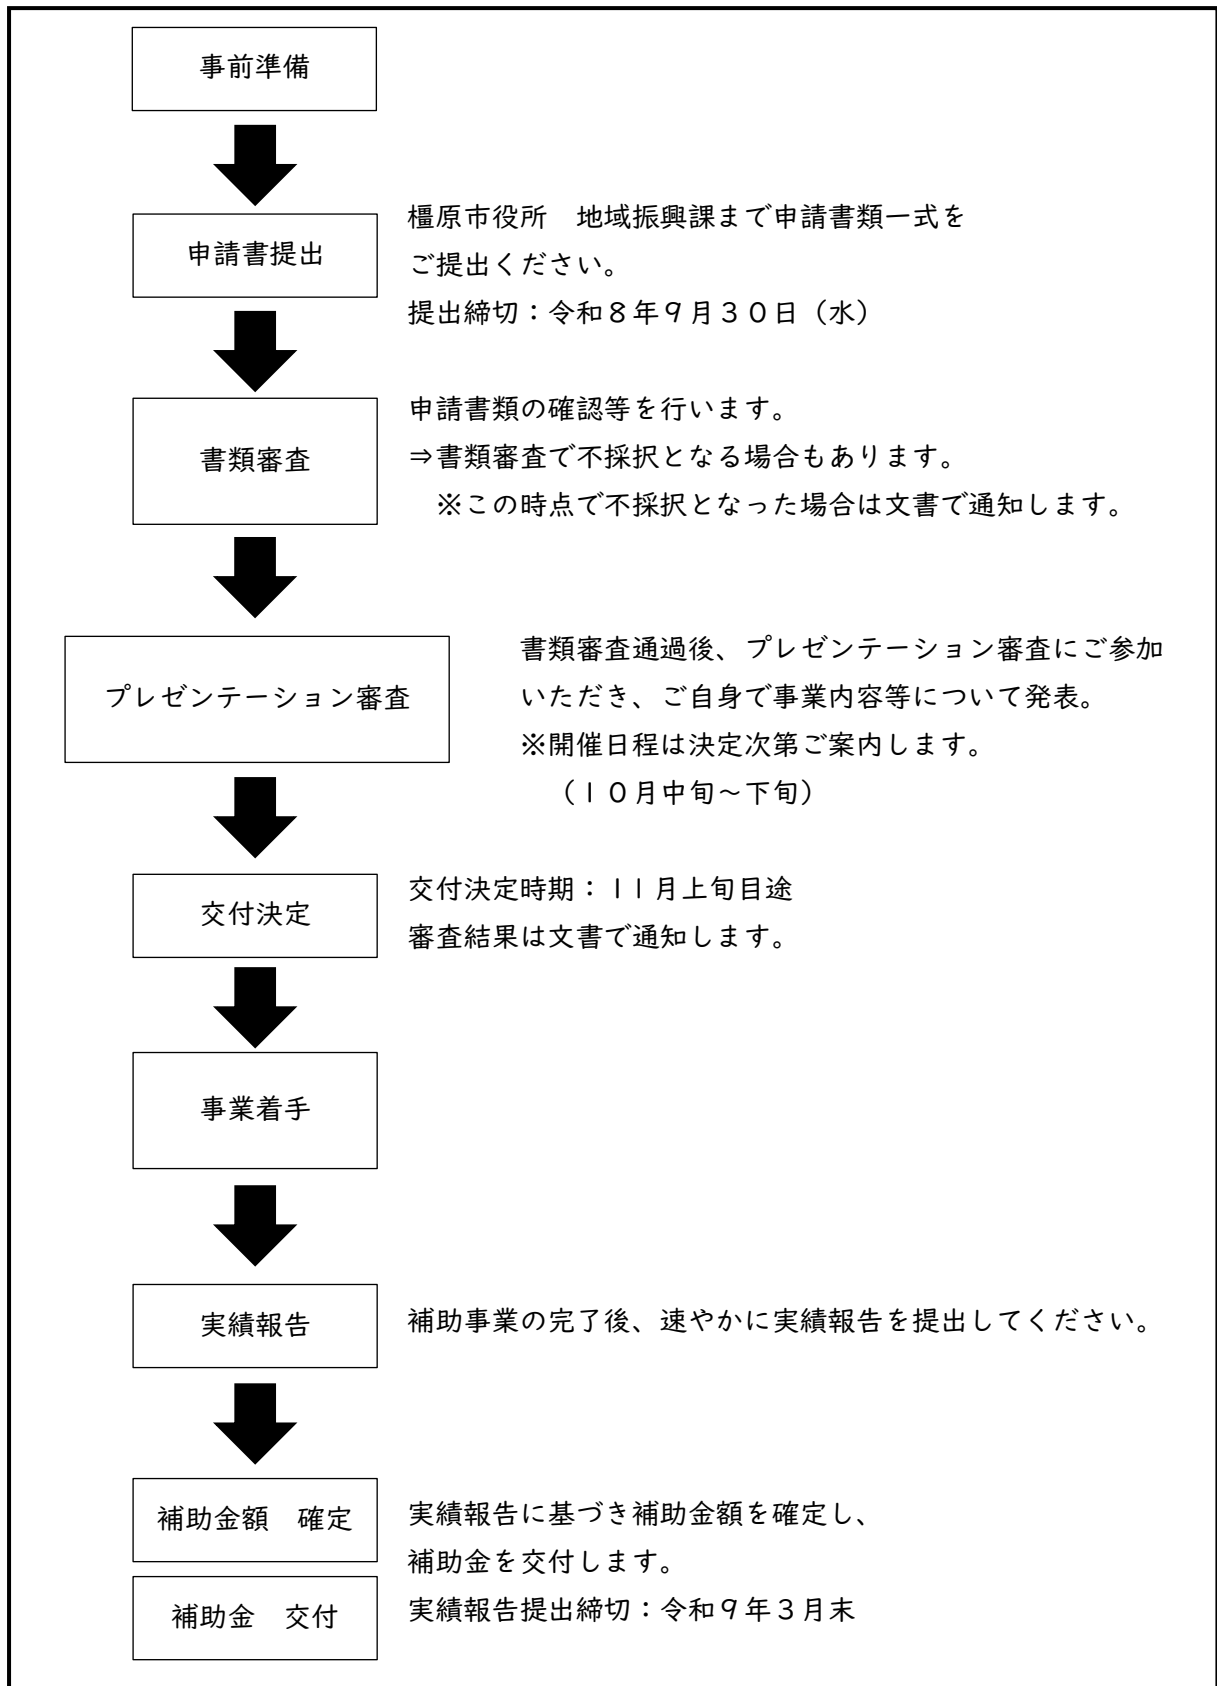 事前準備
申請書提出
橿原市役所　地域振興課まで申請書類一式を
ご提出ください。
提出締切：令和８年９月３０日（水）
書類審査
申請書類の確認等を行います。
⇒書類審査で不採択となる場合もあります。
※この時点で不採択となった場合は文書で通知します。
プレゼンテーション審査
書類審査通過後、プレゼンテーション審査にご参加
いただき、ご自身で事業内容等について発表。
※開催日程は決定次第ご案内します。
（１０月中旬～下旬）
交付決定
交付決定時期：１１月上旬目途
審査結果は文書で通知します。
事業着手
実績報告
補助事業の完了後、速やかに実績報告を提出してください。
補助金額　確定
実績報告に基づき補助金額を確定し、
補助金を交付します。
補助金　交付
実績報告提出締切：令和９年３月末